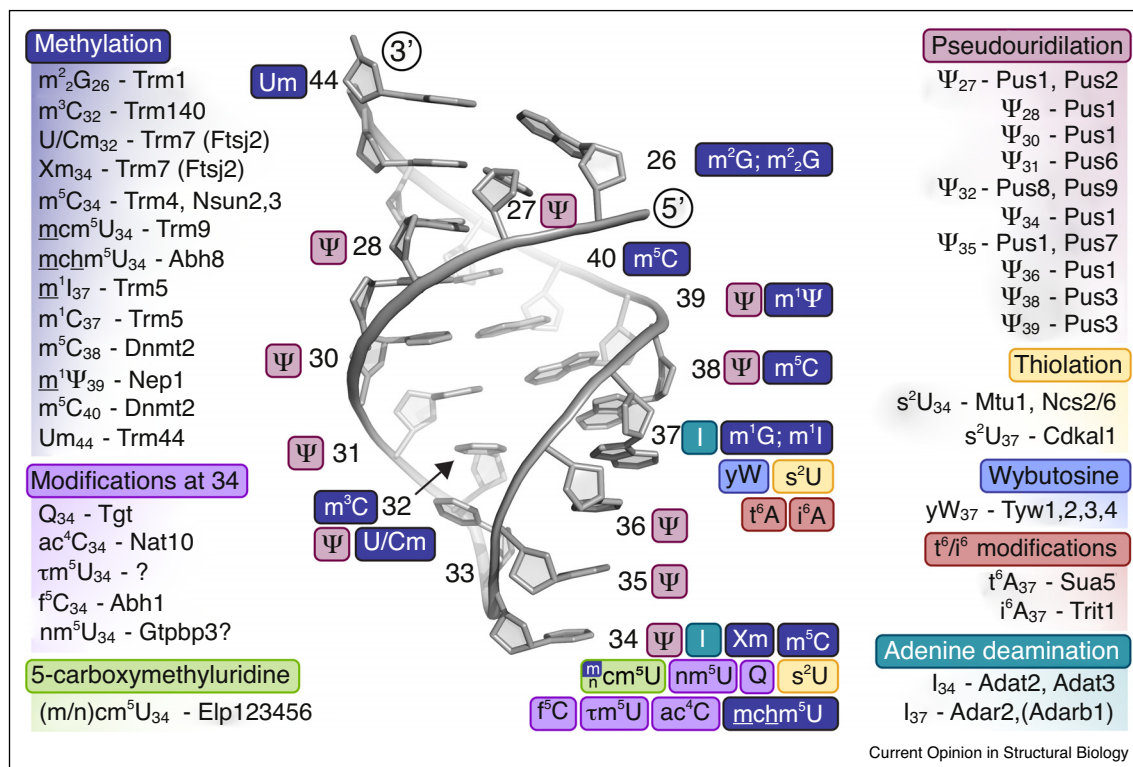 Methylation
m²₂G₂₆ - Trm1
m³C₃₂ - Trm140
U/Cm₃₂ - Trm7 (Ftsj2)
Xm₃₄ - Trm7 (Ftsj2)
m⁵C₃₄ - Trm4, Nsun2,3
mcm⁵U₃₄ - Trm9
mchm⁵U₃₄ - Abh8
m¹I₃₇ - Trm5
m¹C₃₇ - Trm5
m⁵C₃₈ - Dnmt2
m¹Ψ₃₉ - Nep1
m⁵C₄₀ - Dnmt2
Um₄₄ - Trm44
Modifications at 34
Q₃₄ - Tgt
ac⁴C₃₄ - Nat10
τm⁵U₃₄ - ?
f⁵C₃₄ - Abh1
nm⁵U₃₄ - Gtpbp3?
5-carboxymethyluridine
(m/n)cm⁵U₃₄ - Elp123456
3’
Um 44
26 m²G; m²₂G
27 Ψ
5’
Ψ 28
40 m⁵C
39 Ψ m¹Ψ
Ψ 30
38 Ψ m⁵C
37 I m¹G; m¹I
yW s²U
t⁶A i⁶A
Ψ 31
m³C 32
Ψ U/Cm
36 Ψ
33
35 Ψ
34 Ψ I Xm m⁵C
m/n cm⁵U nm⁵U Q s²U
f⁵C τm⁵U ac⁴C mchm⁵U
Pseudouridilation
Ψ₂₇ - Pus1, Pus2
Ψ₂₈ - Pus1
Ψ₃₀ - Pus1
Ψ₃₁ - Pus6
Ψ₃₂ - Pus8, Pus9
Ψ₃₄ - Pus1
Ψ₃₅ - Pus1, Pus7
Ψ₃₆ - Pus1
Ψ₃₈ - Pus3
Ψ₃₉ - Pus3
Thiolation
s²U₃₄ - Mtu1, Ncs2/6
s²U₃₇ - Cdkal1
Wybutosine
yW₃₇ - Tyw1,2,3,4
t⁶/i⁶ modifications
t⁶A₃₇ - Sua5
i⁶A₃₇ - Trit1
Adenine deamination
I₃₄ - Adat2, Adat3
I₃₇ - Adar2,(Adarb1)
Current Opinion in Structural Biology